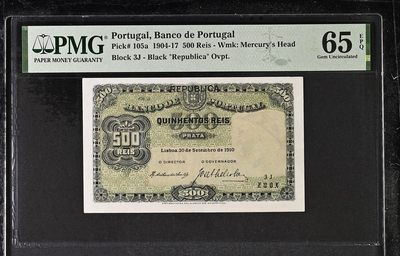 PMG
PAPER MONEY GUARANTY
Portugal, Banco de Portugal
Pick# 105a 1904-17 500 Reis - Wmk: Mercury's Head
Block 3J - Black "Republica" Ovpt.
65 EPQ
Gem Uncirculated
REPUBLICA
500
BANCO DE PORTUGAL
500
QUINHENTOS REIS
PRATA
500
REIS
Lisboa, 30 de Setembro de 1910
O DIRECTOR O GOVERNADOR
3J
500